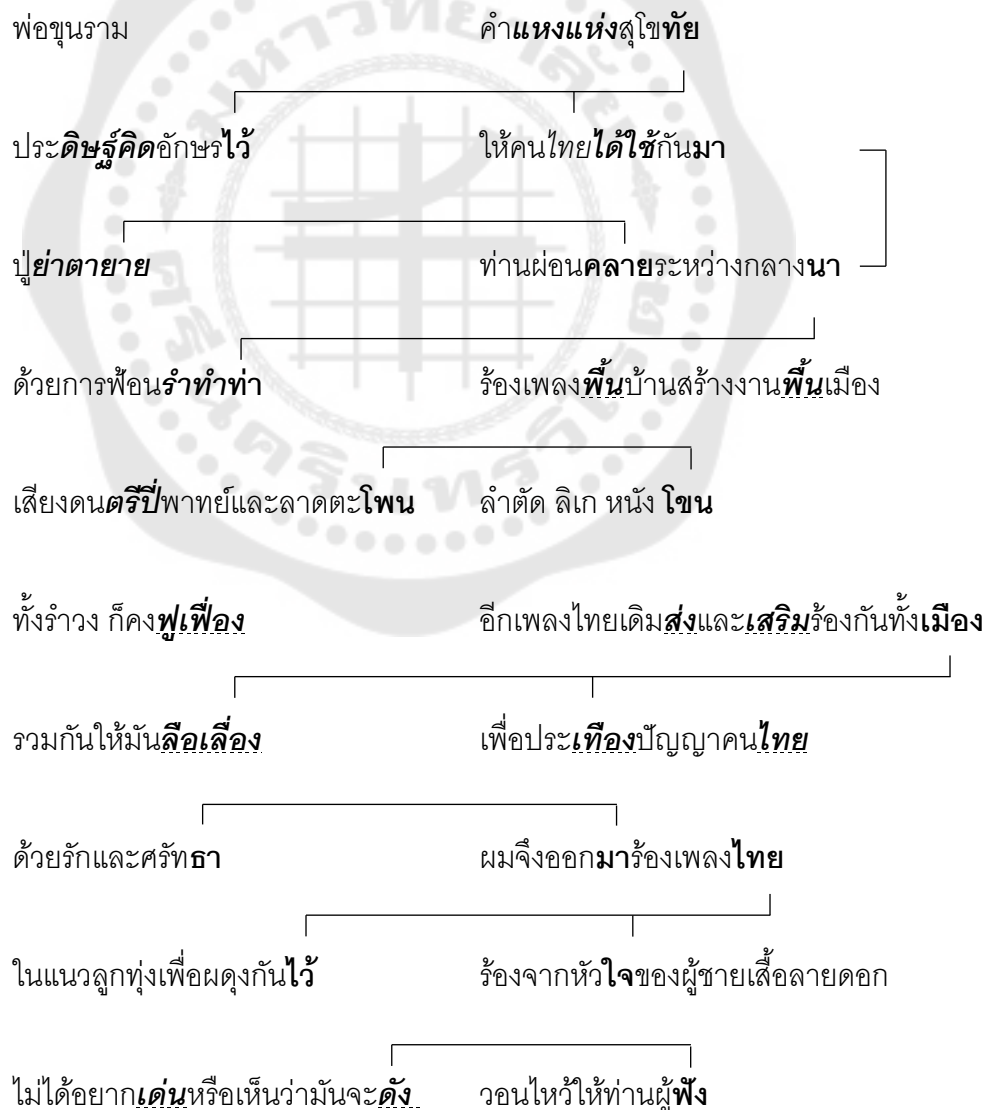 พ่อขุนราม คำแหงแห่งสุโขทัย
ประดิษฐ์คิดอักษรไว้ ให้คนไทยได้ใช้กันมา
ปู่ย่าตายาย ท่านผ่อนคลายระหว่างกลางนา
ด้วยการฟ้อนรำทำท่า ร้องเพลงพื้นบ้านสร้างงานพื้นเมือง
เสียงดนตรีปี่พาทย์และลาดตะโพน ลำตัด ลิเก หนัง โขน
ทั้งรำวง ก็คงฟูเฟื่อง อีกเพลงไทยเดิมส่งและเสริมร้องกันทั้งเมือง
รวมกันให้มันลือเลื่อง เพื่อประเทืองปัญญาคนไทย
ด้วยรักและศรัทธา ผมจึงออกมาร้องเพลงไทย
ในแนวลูกทุ่งเพื่อผดุงกันไว้ ร้องจากหัวใจของผู้ชายเสื้อลายดอก
ไม่ได้อยากเด่นหรือเห็นว่ามันจะดัง วอนไหว้ให้ท่านผู้ฟัง